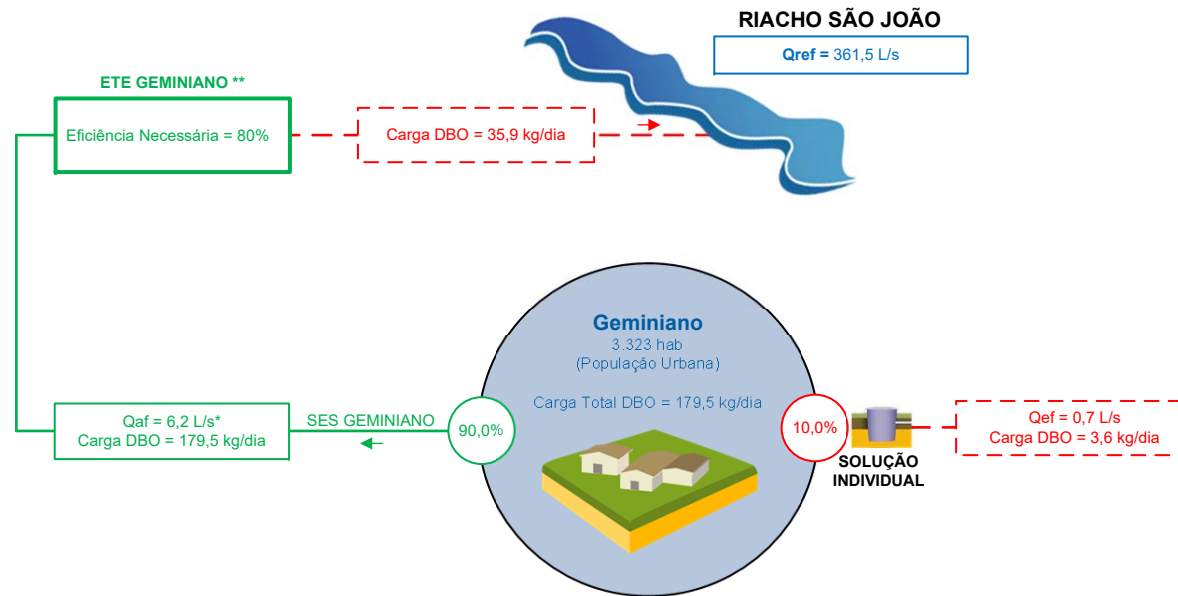 RIACHO SÃO JOÃO
Qref = 361,5 L/s
ETE GEMINIANO **
Eficiência Necessária = 80%
Carga DBO = 35,9 kg/dia
Geminiano
3.323 hab
(População Urbana)
Carga Total DBO = 179,5 kg/dia
Qaf = 6,2 L/s*
Carga DBO = 179,5 kg/dia
SES GEMINIANO
90,0%
10,0%
SOLUÇÃO
INDIVIDUAL
Qef = 0,7 L/s
Carga DBO = 3,6 kg/dia